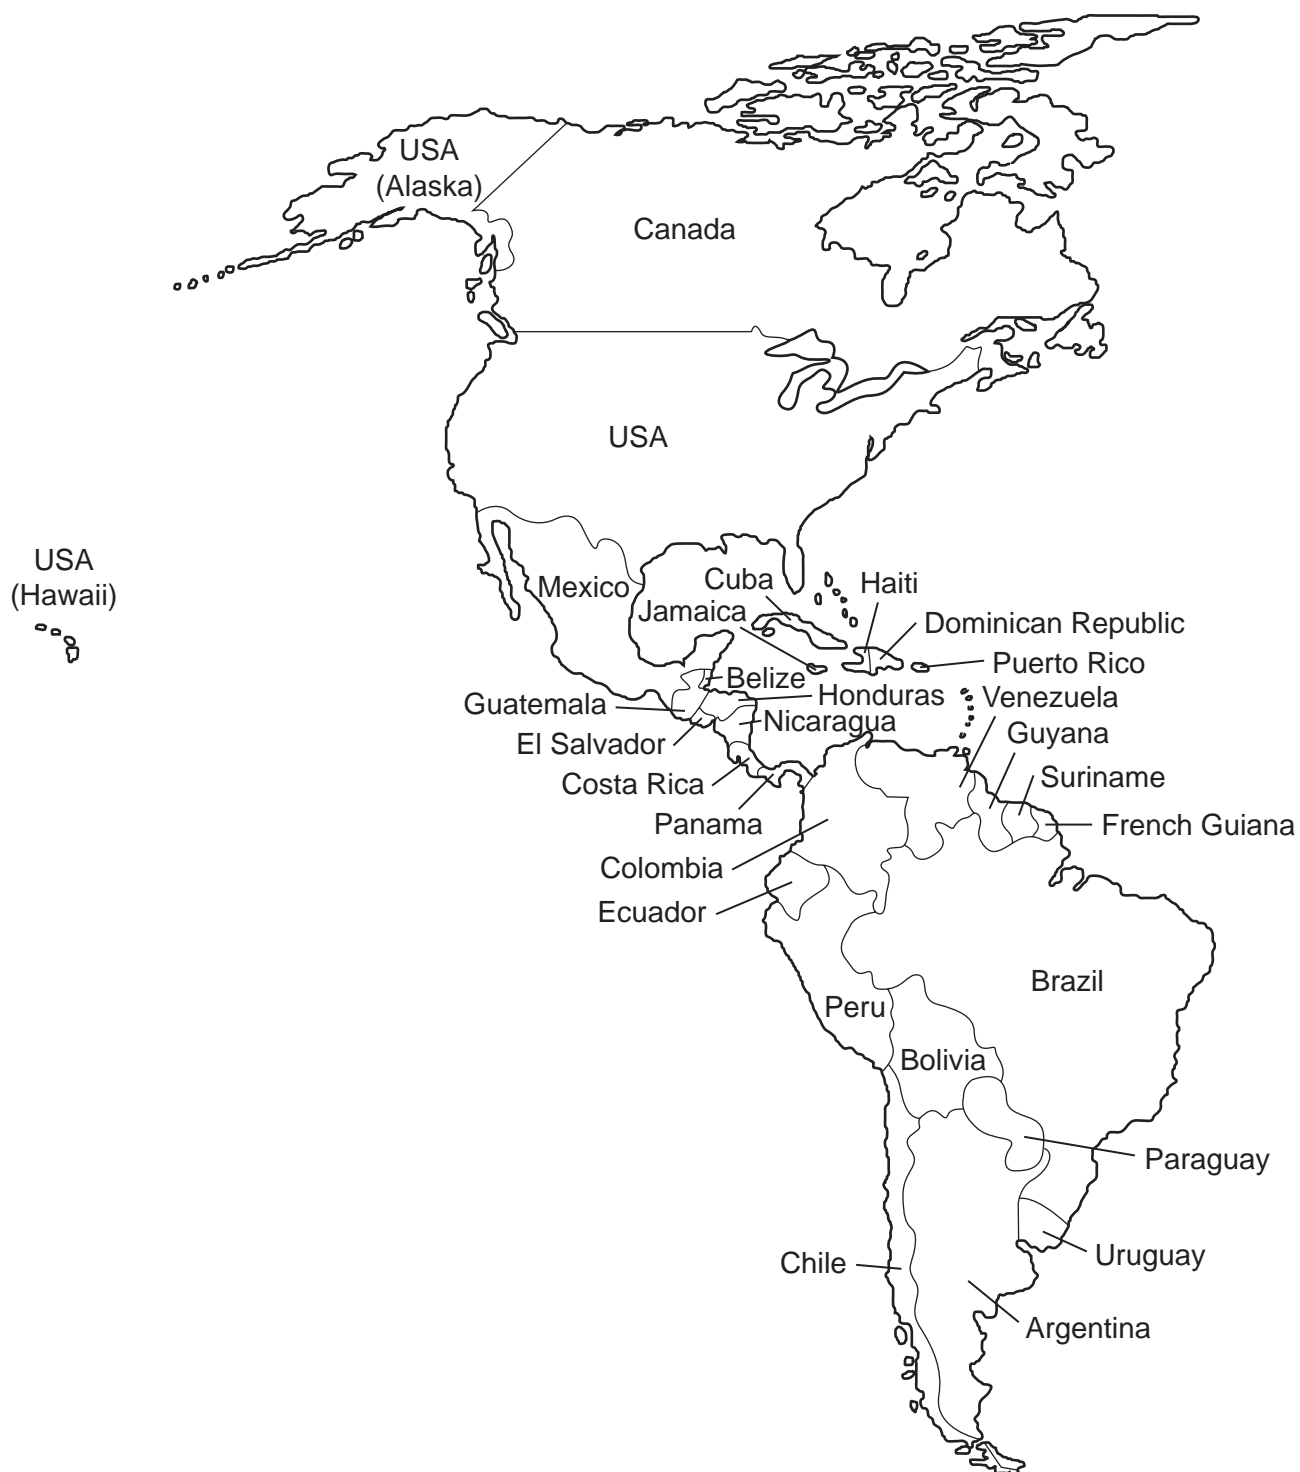 USA
(Alaska)
Canada
USA
USA
(Hawaii)
Mexico
Cuba
Haiti
Jamaica
Dominican Republic
Puerto Rico
Belize
Honduras
Venezuela
Guatemala
Nicaragua
Guyana
El Salvador
Suriname
Costa Rica
Panama
French Guiana
Colombia
Ecuador
Brazil
Peru
Bolivia
Paraguay
Uruguay
Chile
Argentina